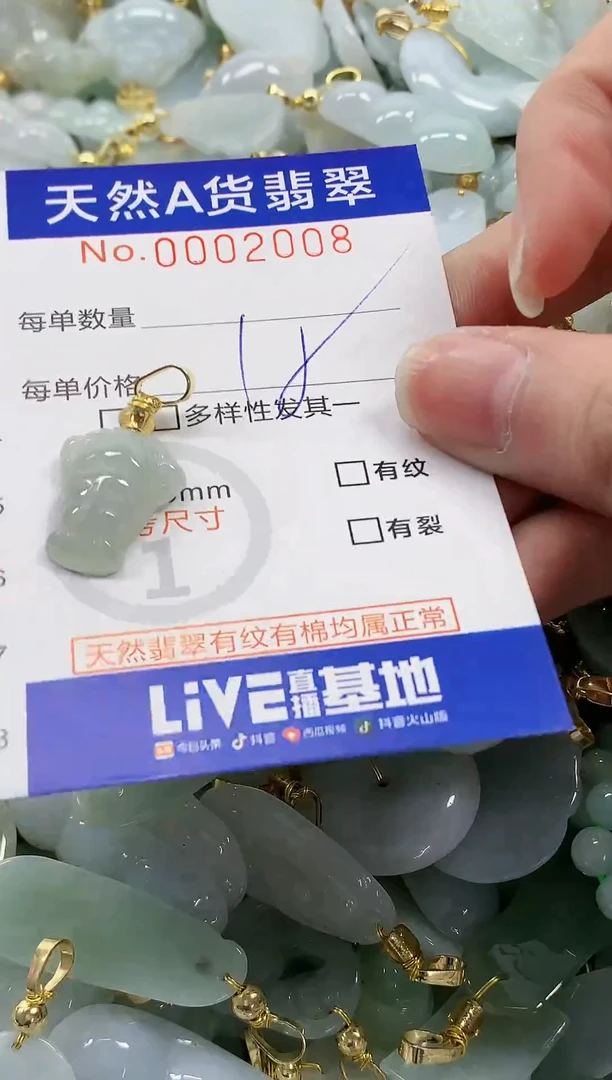 天然A货翡翠
No.0002008
每单数量
每单价格
多样性发其一
mm
有纹
尺寸
有裂
1
天然翡翠有纹有棉均属正常
LiVE直播基地
今日头条 抖音 西瓜视频 抖音火山版